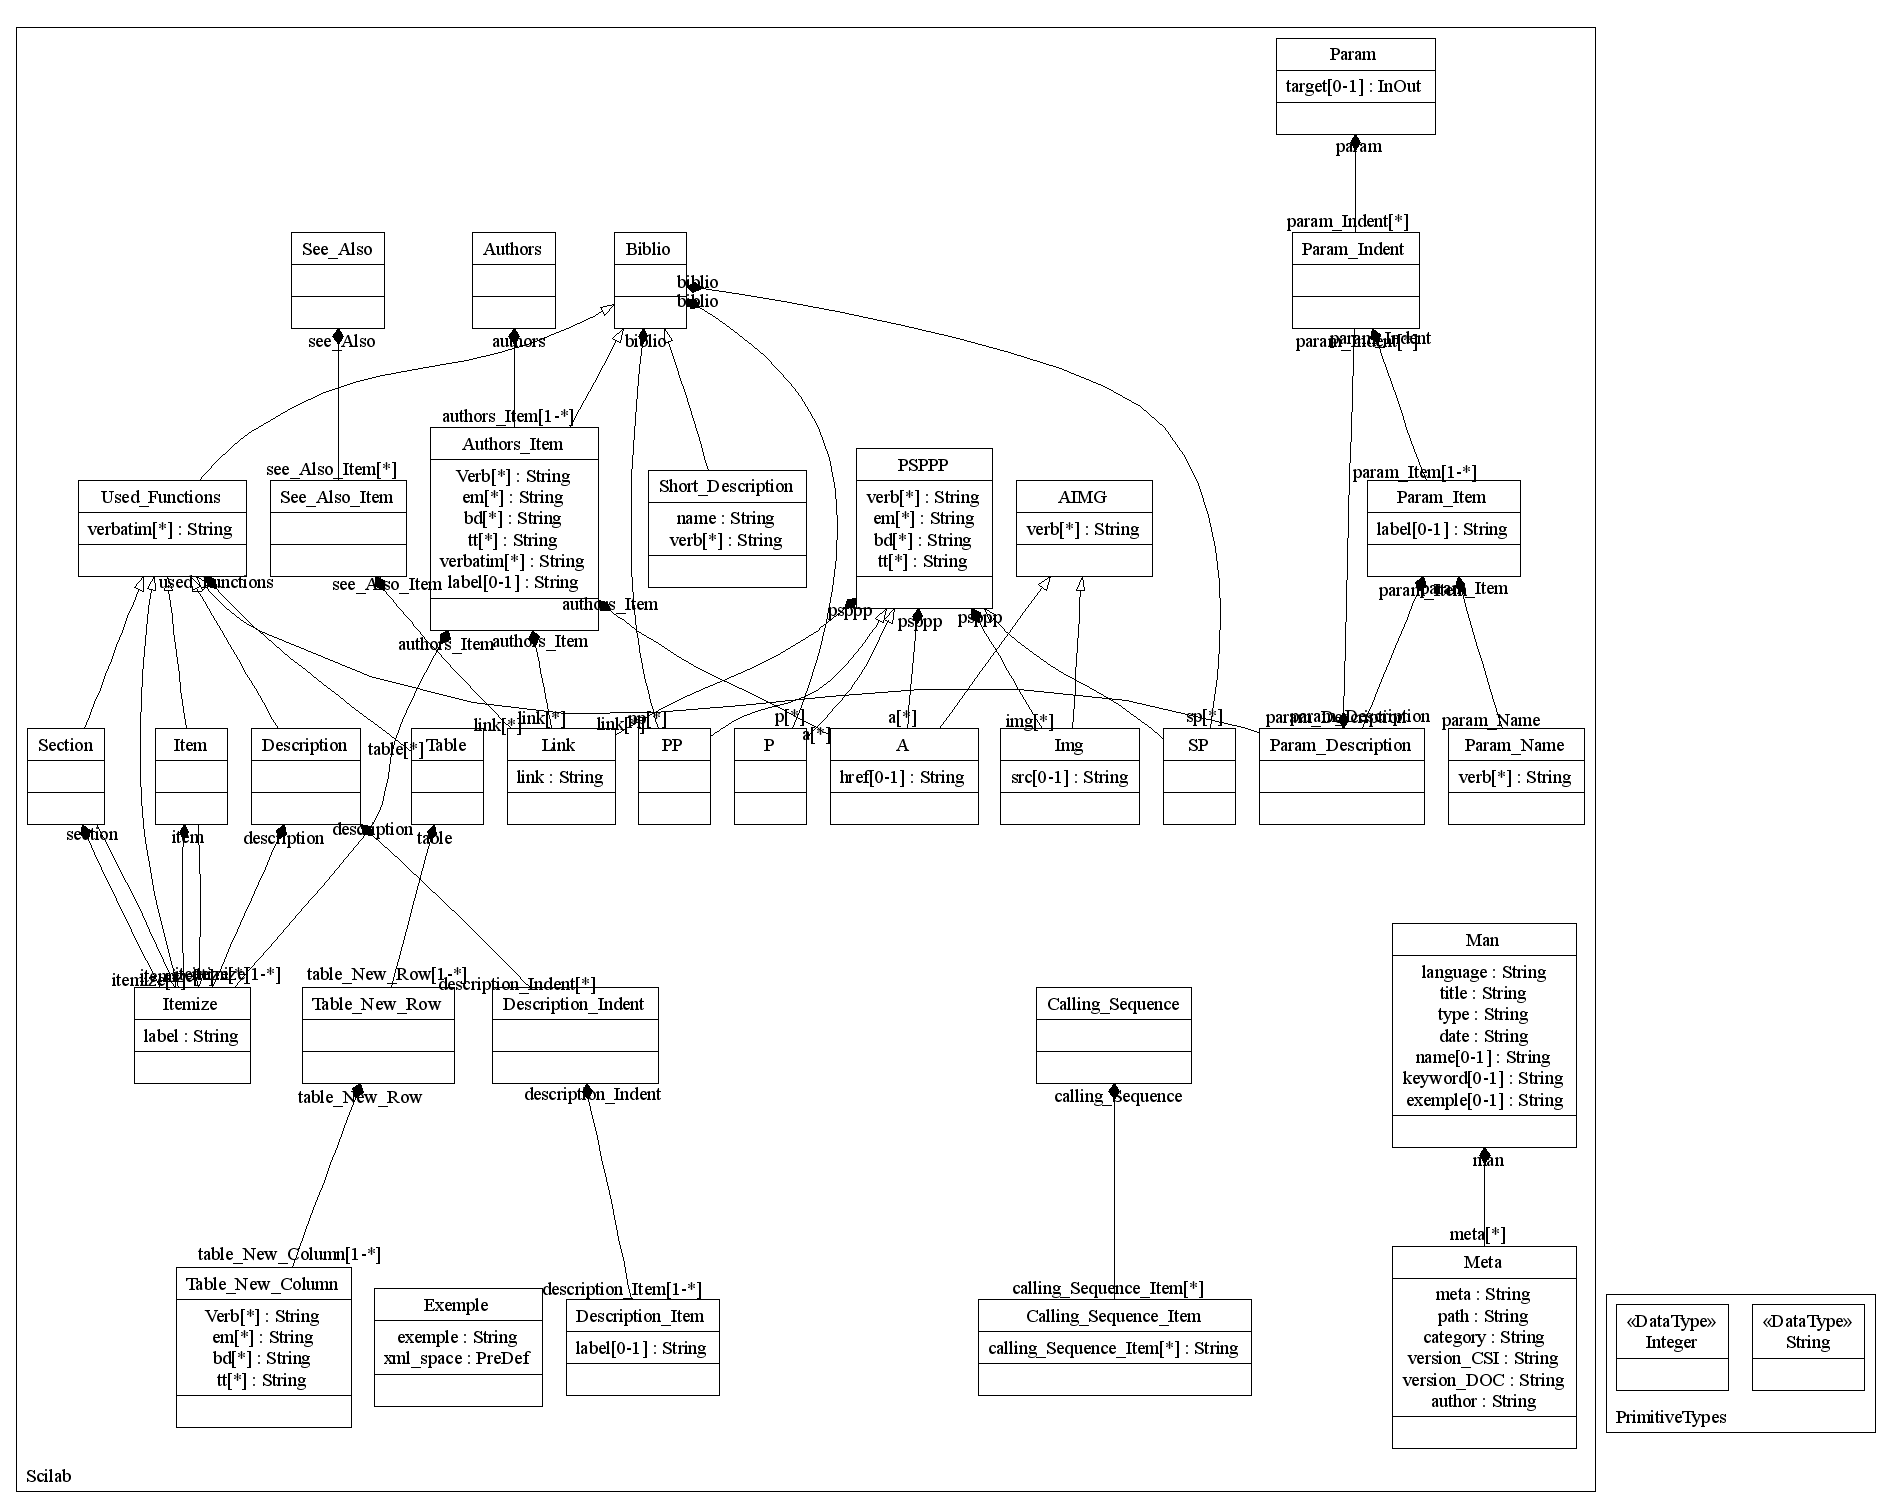 Param
target[0-1] : InOut
param
param_Indent[*]
See_Also
Authors
Biblio
Param_Indent
biblio
biblio
see_Also
authors
biblio
param_Indent[*]
param_Indent
authors_Item[1-*]
see_Also_Item[*]
param_Item[1-*]
Used_Functions
verbatim[*] : String
See_Also_Item
Authors_Item
Verb[*] : String
em[*] : String
bd[*] : String
tt[*] : String
verbatim[*] : String
label[0-1] : String
Short_Description
name : String
verb[*] : String
PSPPP
verb[*] : String
em[*] : String
bd[*] : String
tt[*] : String
AIMG
verb[*] : String
Param_Item
label[0-1] : String
used_Functions
see_Also_Item
authors_Item
authors_Item
authors_Item
psppp
psppp
psppp
param_Item
param_Item
table[*]
link[*]
link[*]
link[*]
pp[*]
p[*]
a[*]
a[*]
img[*]
sp[*]
param_Description
param_Description
param_Name
Section
Item
Description
Table
Link
link : String
PP
P
A
href[0-1] : String
Img
src[0-1] : String
SP
Param_Description
Param_Name
verb[*] : String
section
item
description
description
table
itemize[1-*]
table_New_Row[1-*]
description_Indent[*]
Itemize
label : String
Table_New_Row
Description_Indent
Calling_Sequence
Man
language : String
title : String
type : String
date : String
name[0-1] : String
keyword[0-1] : String
exemple[0-1] : String
table_New_Row
description_Indent
calling_Sequence
man
meta[*]
table_New_Column[1-*]
description_Item[1-*]
calling_Sequence_Item[*]
Table_New_Column
Verb[*] : String
em[*] : String
bd[*] : String
tt[*] : String
Exemple
exemple : String
xml_space : PreDef
Description_Item
label[0-1] : String
Calling_Sequence_Item
calling_Sequence_Item[*] : String
Meta
meta : String
path : String
category : String
version_CSI : String
version_DOC : String
author : String
«DataType»
Integer
«DataType»
String
PrimitiveTypes
Scilab